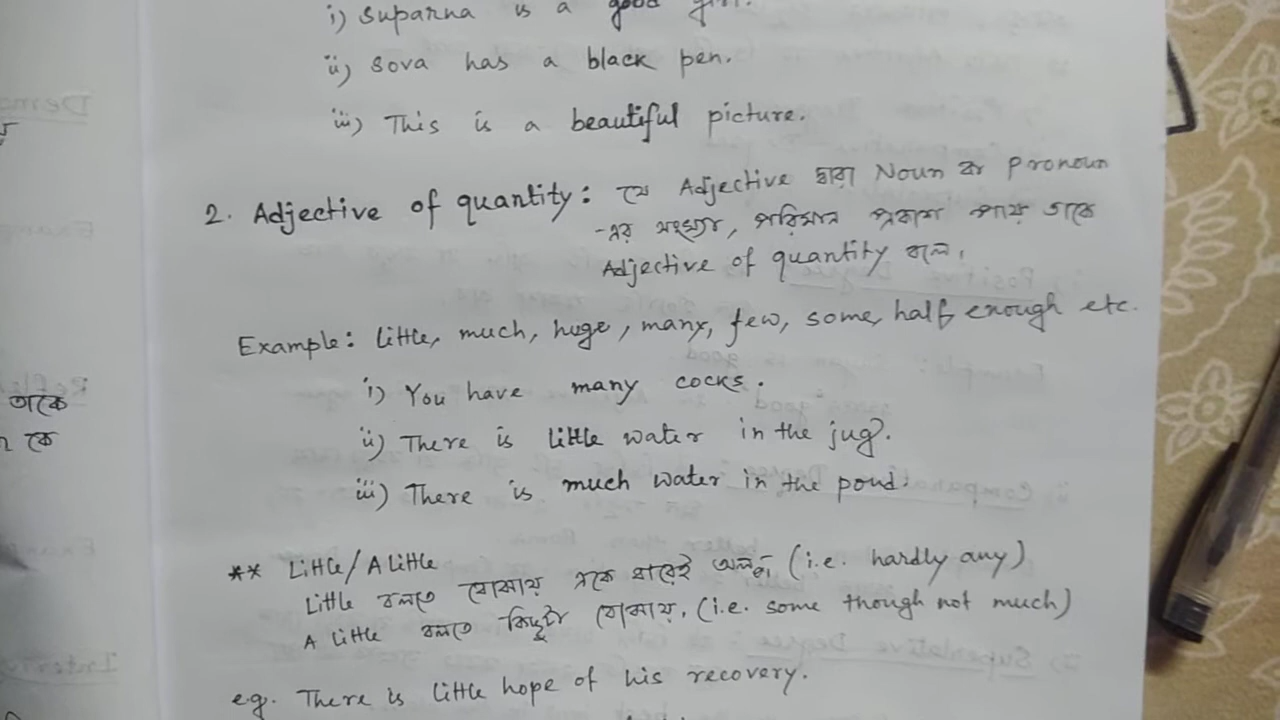 i) Suparna is a good girl.
ii) Sova has a black pen.
iii) This is a beautiful picture.
2. Adjective of quantity: যে Adjective দ্বারা Noun বা Pronoun
-এর সংখ্যার, পরিমান প্রকাশ পায় তাকে
Adjective of quantity বলে।
Example: little, much, huge, many, few, some, half, enough etc.
i) You have many cocks.
ii) There is little water in the jug.
iii) There is much water in the pond.
** Little/A little
Little বলতে বোঝায় একে বারেই অল্প (i.e. hardly any)
A little বলতে কিছুটা বোঝায়, (i.e. some though not much)
e.g. There is little hope of his recovery.
তাকে
কে